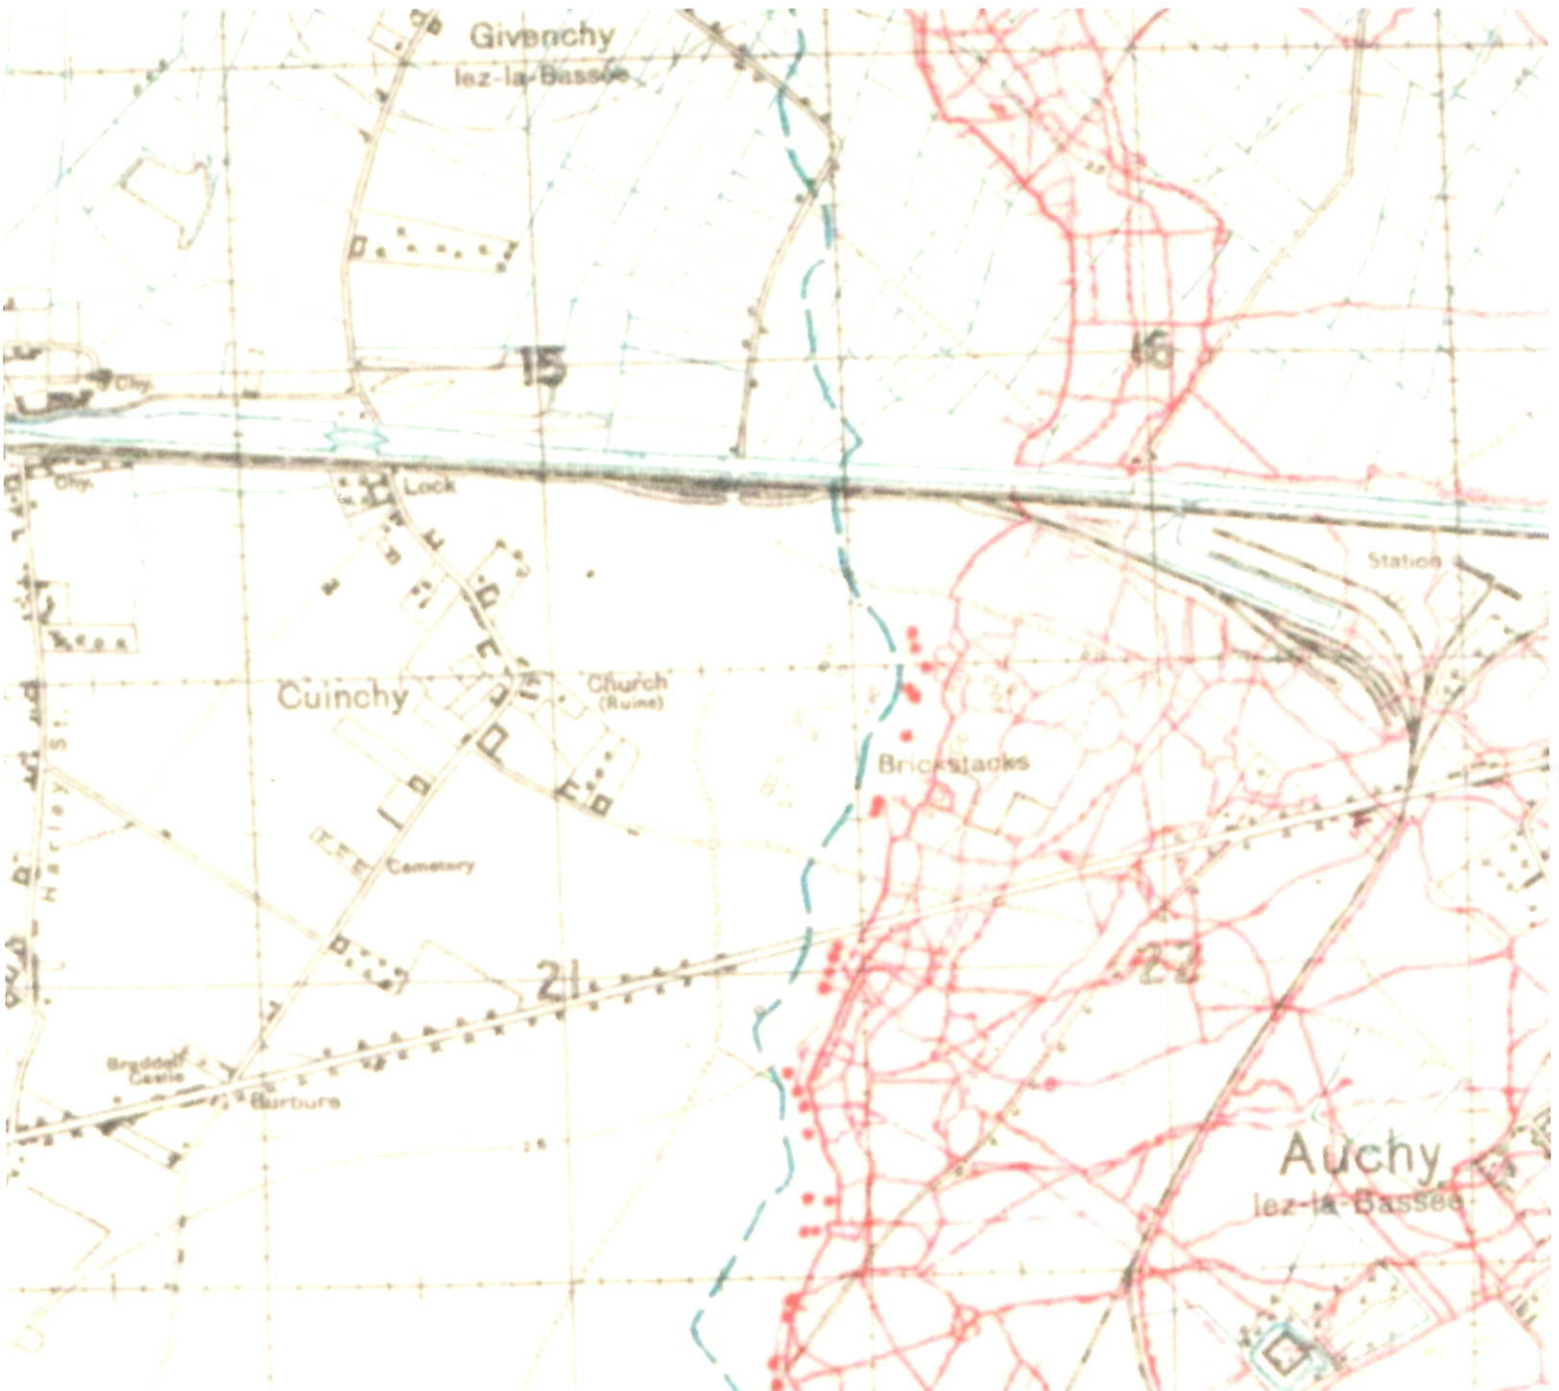 Givenchy
lez-la-Bassée
15
16
Chy.
Chy.
Lock
Station
Cuinchy
Church
(Ruins)
Harley St.
Brickstacks
Cemetery
21
22
Braddell
Castle
Burbure
Auchy
lez-la-Bassée